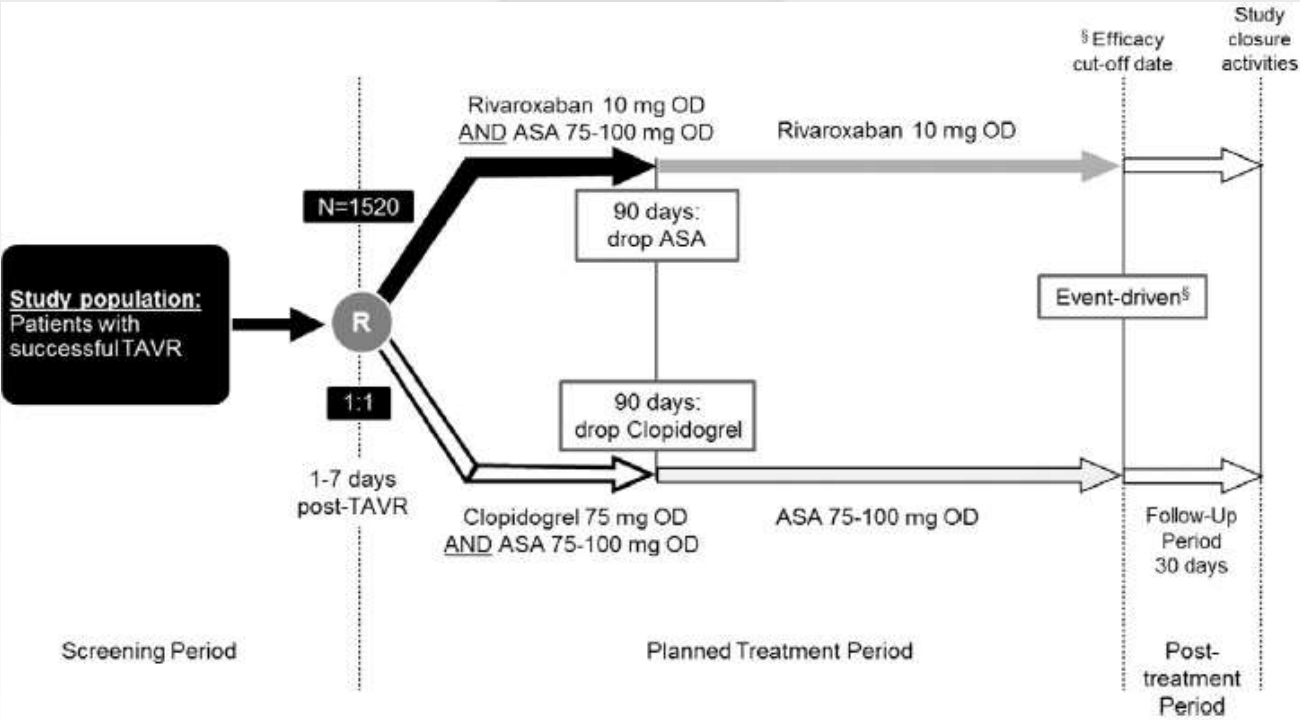 Study
closure
activities
§ Efficacy
cut-off date
Rivaroxaban 10 mg OD
AND ASA 75-100 mg OD
Rivaroxaban 10 mg OD
N=1520
90 days:
drop ASA
Study population:
Patients with
successful TAVR
R
Event-driven§
1:1
90 days:
drop Clopidogrel
1-7 days
post-TAVR
Clopidogrel 75 mg OD
AND ASA 75-100 mg OD
ASA 75-100 mg OD
Follow-Up
Period
30 days
Screening Period
Planned Treatment Period
Post-
treatment
Period